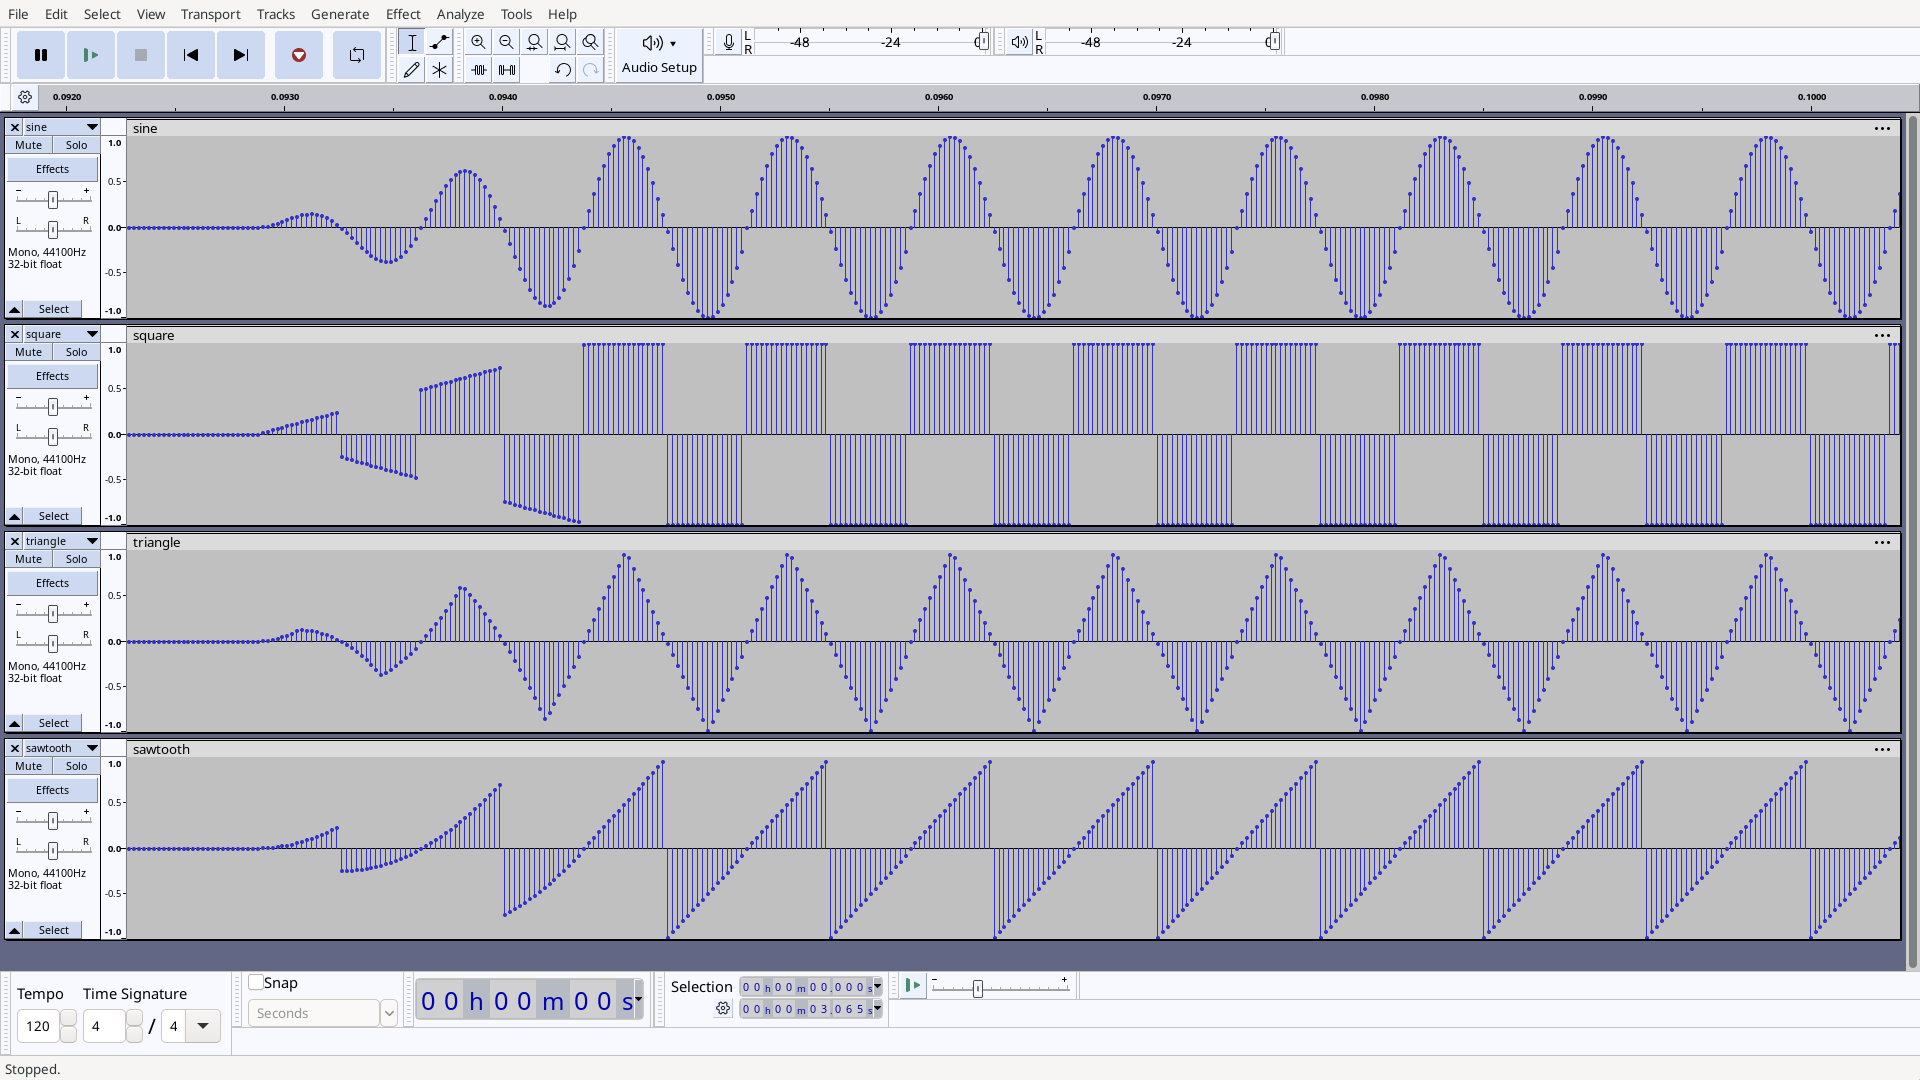 File Edit Select View Transport Tracks Generate Effect Analyze Tools Help
L R -48 -24 0
L R -48 -24 0
Audio Setup
0.0920 0.0930 0.0940 0.0950 0.0960 0.0970 0.0980 0.0990 0.1000
sine
sine
Mute Solo
Effects
- +
L R
Mono, 44100Hz
32-bit float
Select
1.0
0.5
0.0
-0.5
-1.0
square
square
Mute Solo
Effects
- +
L R
Mono, 44100Hz
32-bit float
Select
1.0
0.5
0.0
-0.5
-1.0
triangle
triangle
Mute Solo
Effects
- +
L R
Mono, 44100Hz
32-bit float
Select
1.0
0.5
0.0
-0.5
-1.0
sawtooth
sawtooth
Mute Solo
Effects
- +
L R
Mono, 44100Hz
32-bit float
Select
1.0
0.5
0.0
-0.5
-1.0
Tempo
120
Time Signature
4 / 4
Snap
Seconds
00 h 00 m 00 s
Selection
00 h 00 m 00.000 s
00 h 00 m 03.065 s
- +
Stopped.